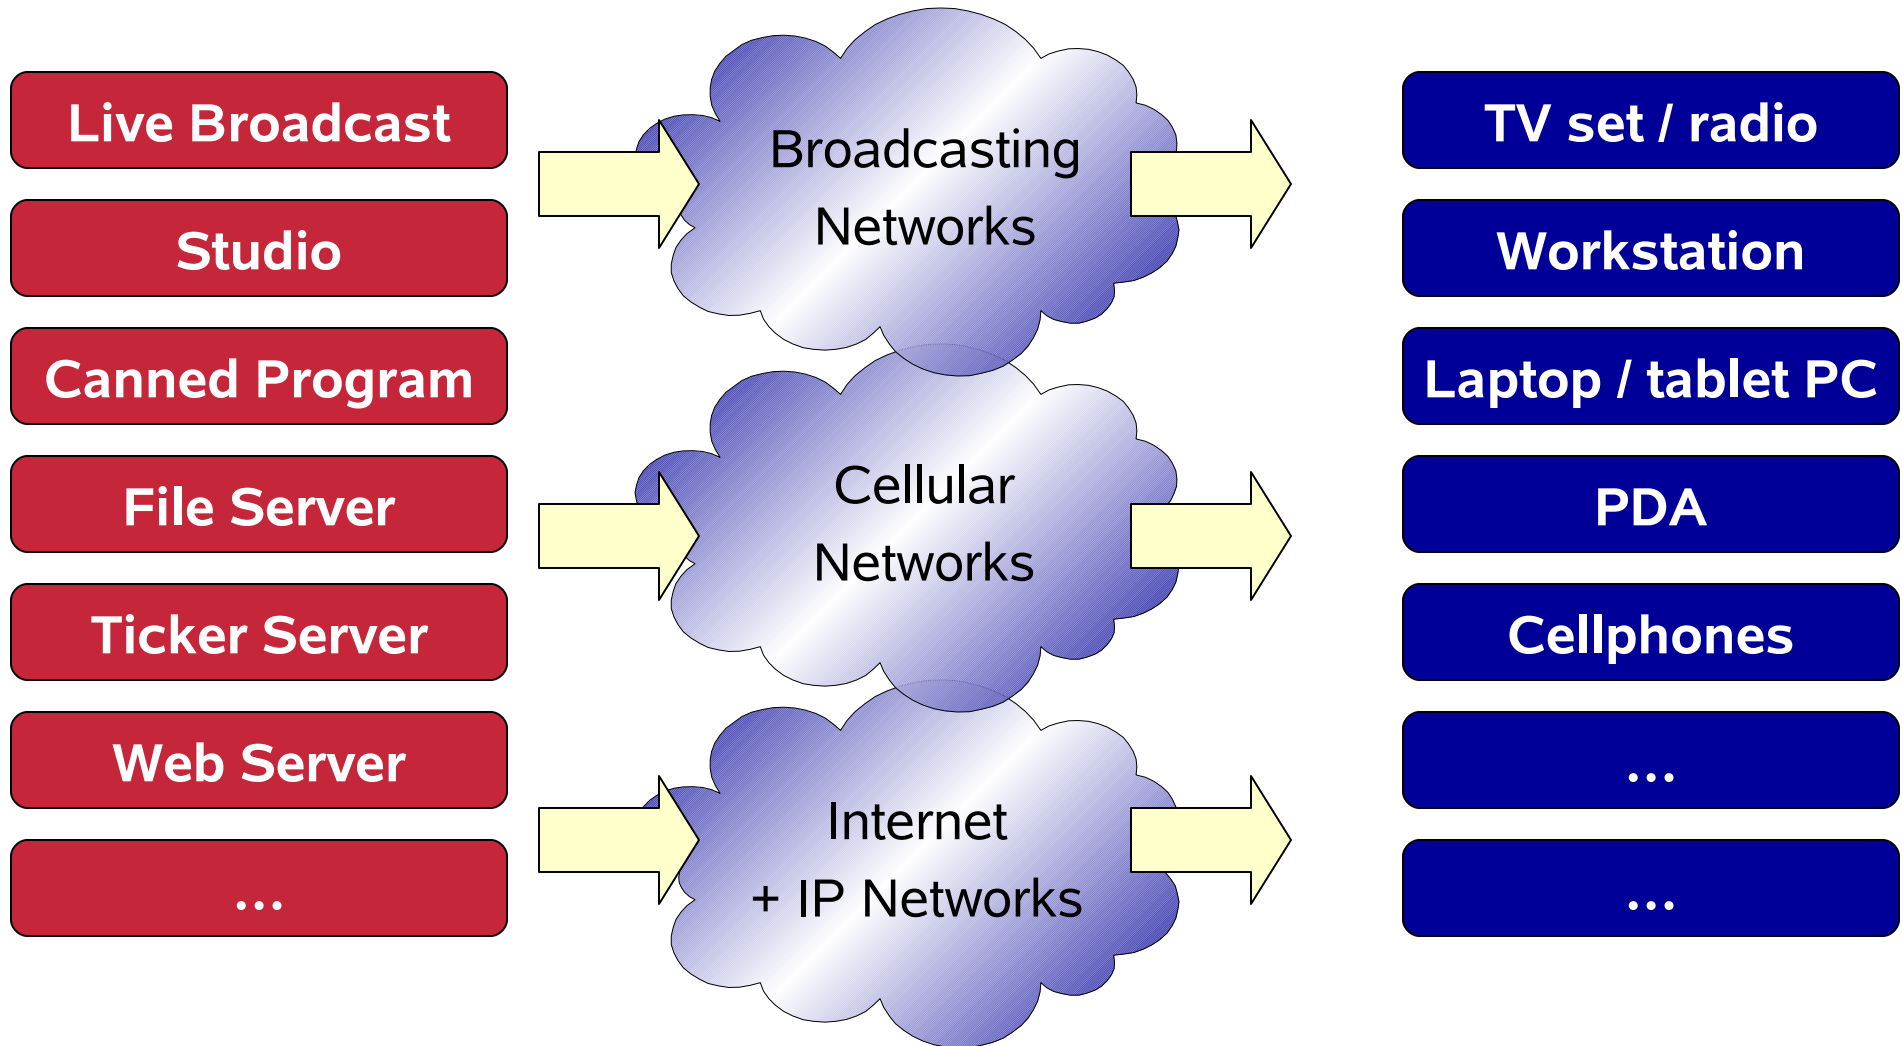 Live Broadcast
Studio
Canned Program
File Server
Ticker Server
Web Server
...
Broadcasting
Networks
Cellular
Networks
Internet
+ IP Networks
TV set / radio
Workstation
Laptop / tablet PC
PDA
Cellphones
...
...